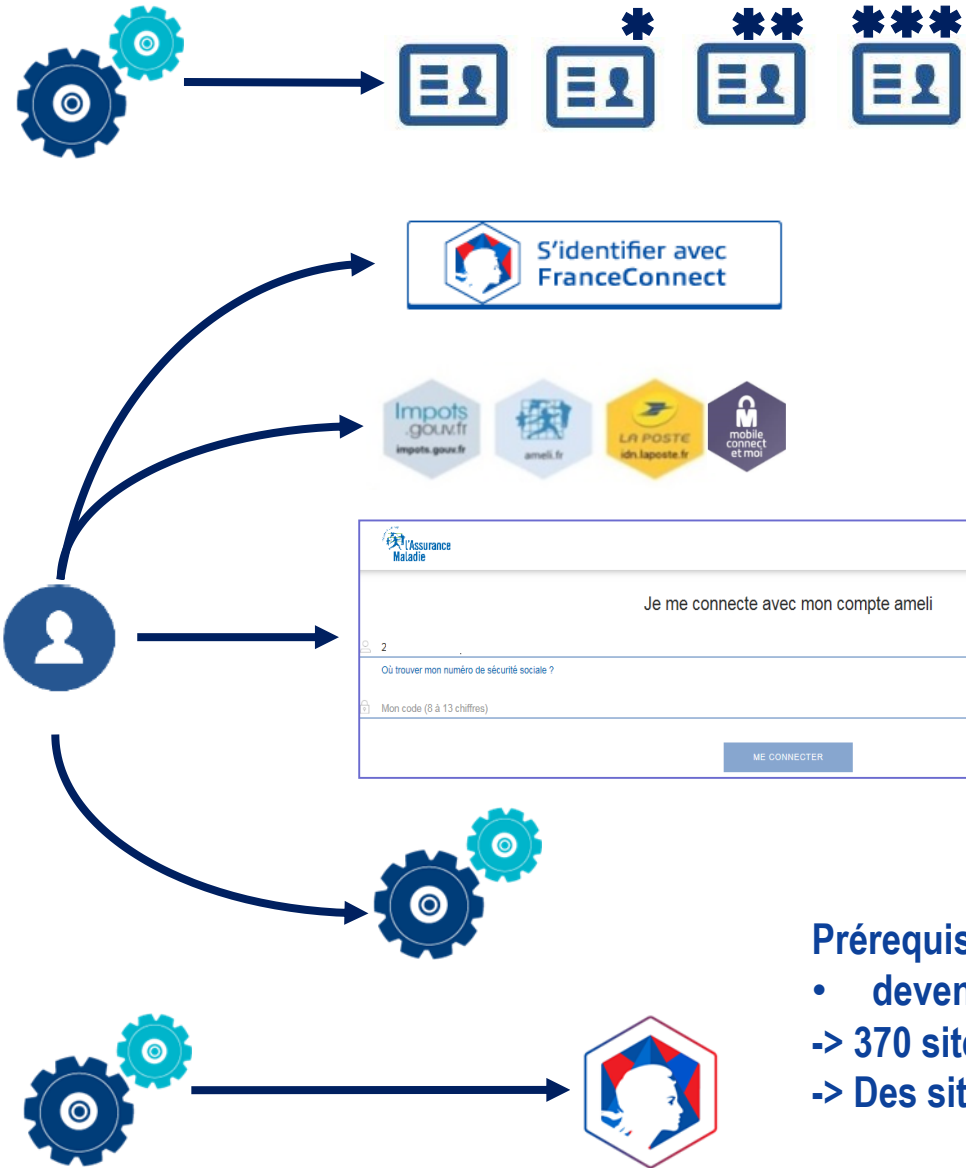 * ** ***
S'identifier avec
FranceConnect
Impots
.gouv.fr
impots.gouv.fr
ameli.fr
LA POSTE
idn.laposte.fr
mobile
connect
et moi
l'Assurance
Maladie
Je me connecte avec mon compte ameli
2
Où trouver mon numéro de sécurité sociale ?
Mon code (8 à 13 chiffres)
ME CONNECTER
Prérequis
• deven
-> 370 site
-> Des sit